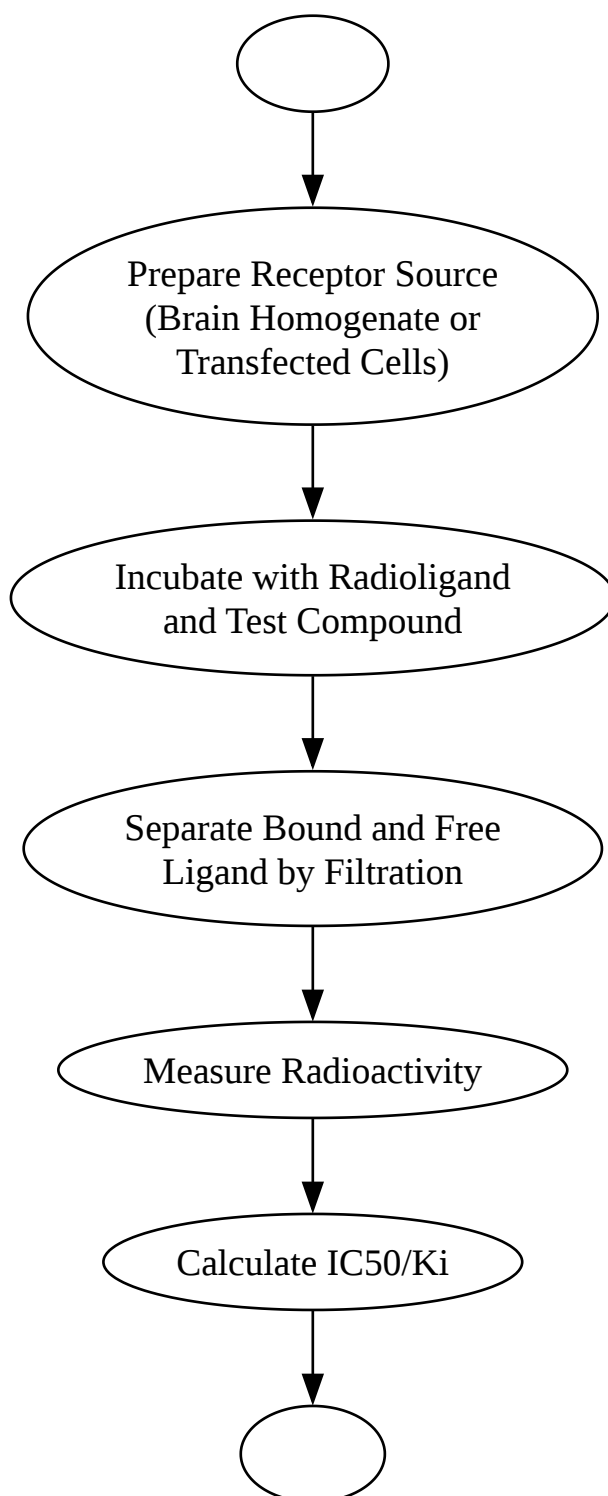 Prepare Receptor Source
(Brain Homogenate or
Transfected Cells)
Incubate with Radioligand
and Test Compound
Separate Bound and Free
Ligand by Filtration
Measure Radioactivity
Calculate IC50/Ki